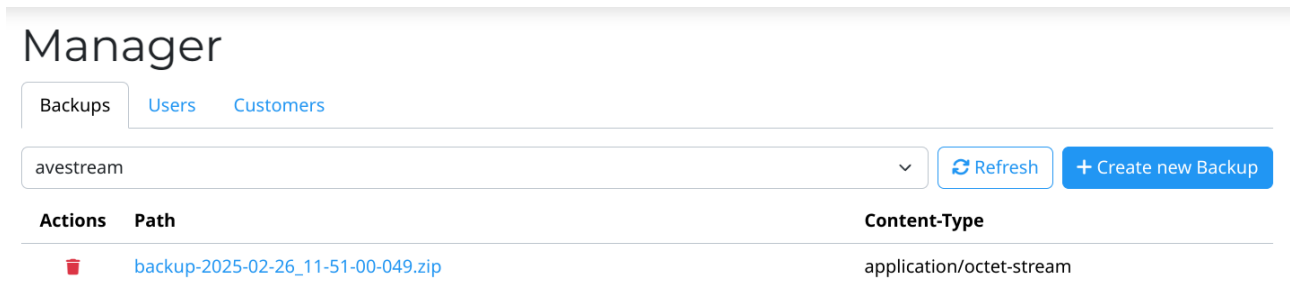 Manager
Backups Users Customers
avestream Refresh + Create new Backup
Actions Path Content-Type
backup-2025-02-26_11-51-00-049.zip application/octet-stream